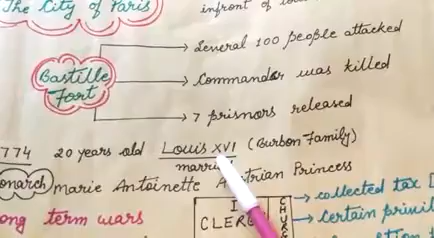 The City of Paris
infront of
Several 100 people attacked
Bastille
Fort
Commander was killed
7 prisnors released
774 20 years old Louis XVI (Burbon Family)
married
onarch) marie Antoinette Austrian Princess
ong term wars
I
CLERG
CHURC
collected tax
Certain privil